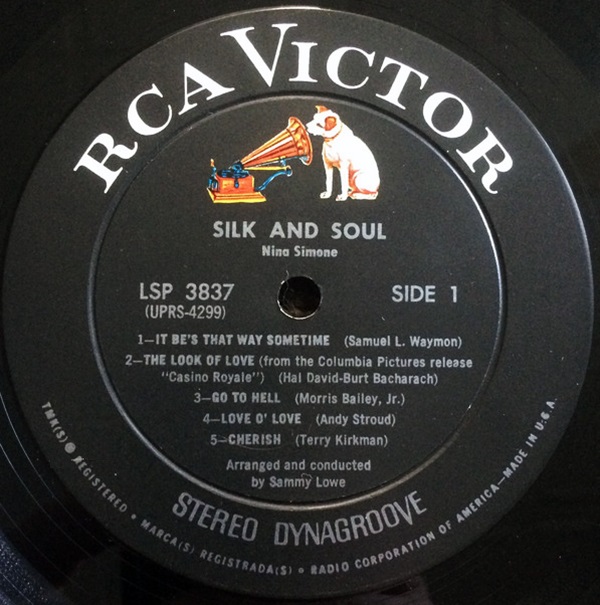 RCA VICTOR
SILK AND SOUL
Nina Simone
LSP 3837
(UPRS-4299)
SIDE 1
1—IT BE'S THAT WAY SOMETIME (Samuel L. Waymon)
2—THE LOOK OF LOVE (from the Columbia Pictures release
"Casino Royale") (Hal David-Burt Bacharach)
3—GO TO HELL (Morris Bailey, Jr.)
4—LOVE O' LOVE (Andy Stroud)
5—CHERISH (Terry Kirkman)
Arranged and conducted
by Sammy Lowe
STEREO DYNAGROOVE
TMK(S) ® REGISTERED • MARCA(S) REGISTRADA(S) • RADIO CORPORATION OF AMERICA—MADE IN U.S.A.